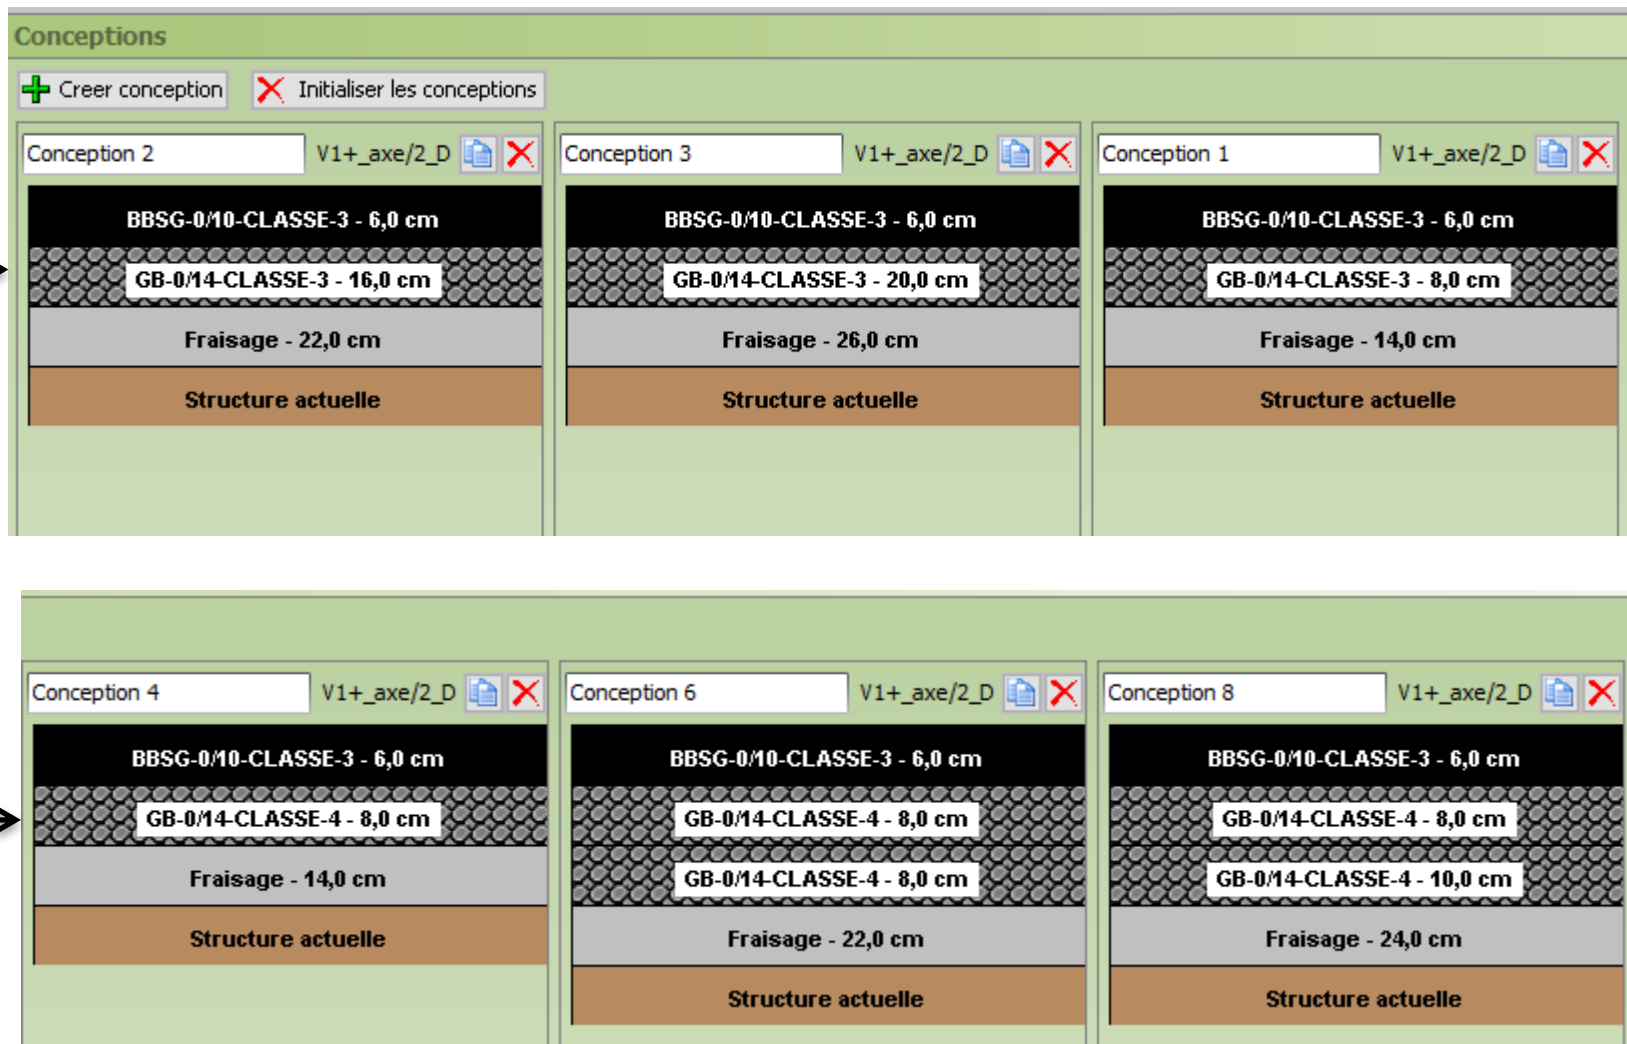 Conceptions
Creer conception
Initialiser les conceptions
Conception 2
V1+_axe/2_D
BBSG-0/10-CLASSE-3 - 6,0 cm
GB-0/14-CLASSE-3 - 16,0 cm
Fraisage - 22,0 cm
Structure actuelle
Conception 3
V1+_axe/2_D
BBSG-0/10-CLASSE-3 - 6,0 cm
GB-0/14-CLASSE-3 - 20,0 cm
Fraisage - 26,0 cm
Structure actuelle
Conception 1
V1+_axe/2_D
BBSG-0/10-CLASSE-3 - 6,0 cm
GB-0/14-CLASSE-3 - 8,0 cm
Fraisage - 14,0 cm
Structure actuelle
Conception 4
V1+_axe/2_D
BBSG-0/10-CLASSE-3 - 6,0 cm
GB-0/14-CLASSE-4 - 8,0 cm
Fraisage - 14,0 cm
Structure actuelle
Conception 6
V1+_axe/2_D
BBSG-0/10-CLASSE-3 - 6,0 cm
GB-0/14-CLASSE-4 - 8,0 cm
GB-0/14-CLASSE-4 - 8,0 cm
Fraisage - 22,0 cm
Structure actuelle
Conception 8
V1+_axe/2_D
BBSG-0/10-CLASSE-3 - 6,0 cm
GB-0/14-CLASSE-4 - 8,0 cm
GB-0/14-CLASSE-4 - 10,0 cm
Fraisage - 24,0 cm
Structure actuelle